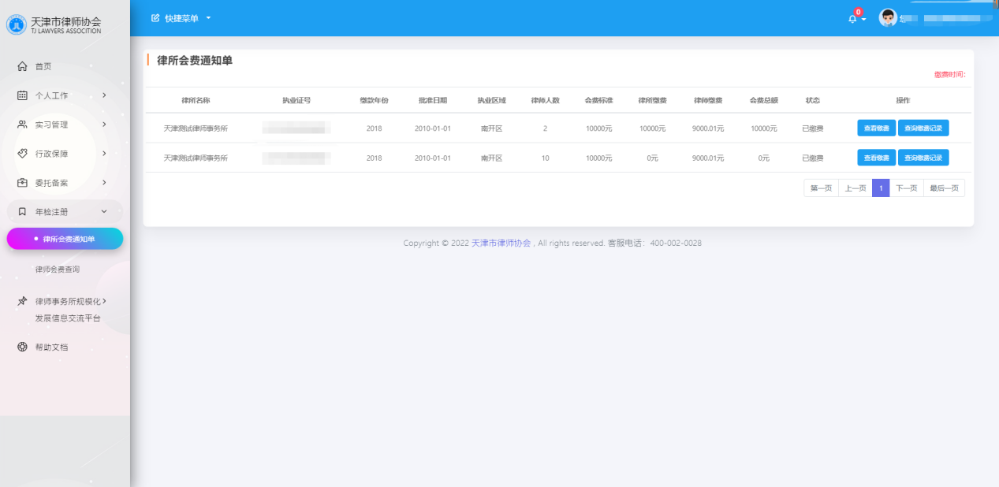 天津市律师协会
TJ LAWYERS ASSOCITION
快捷菜单
0
首页
个人工作
实习管理
行政保障
委托备案
年检注册
律所会费通知单
律师会费查询
律师事务所规模化
发展信息交流平台
帮助文档
律所会费通知单
缴费时间:
律所名称 执业证号 缴款年份 批准日期 执业区域 律师人数 会费标准 律所缴费 律师缴费 会费总额 状态 操作
天津测试律师事务所 2018 2010-01-01 南开区 2 10000元 10000元 9000.01元 10000元 已缴费 查看缴费 查询缴费记录
天津测试律师事务所 2018 2010-01-01 南开区 10 10000元 0元 9000.01元 0元 已缴费 查看缴费 查询缴费记录
第一页 上一页 1 下一页 最后一页
Copyright © 2022 天津市律师协会 , All rights reserved. 客服电话：400-002-0028